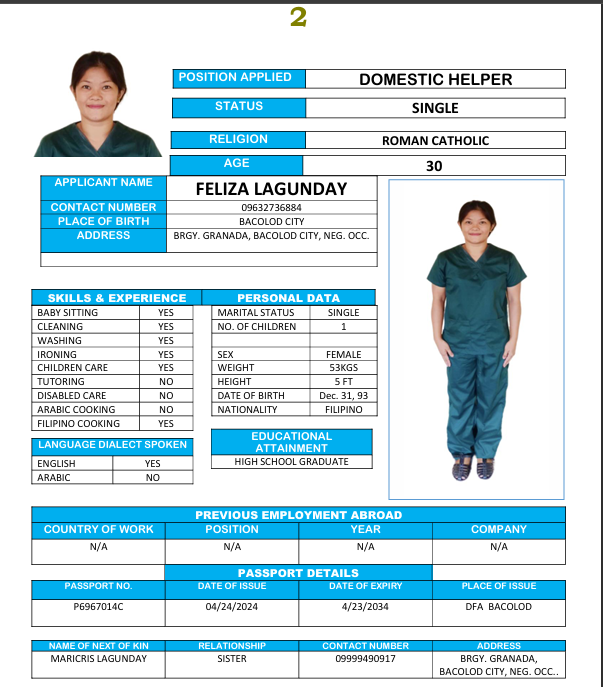 2
POSITION APPLIED DOMESTIC HELPER
STATUS SINGLE
RELIGION ROMAN CATHOLIC
AGE 30
APPLICANT NAME FELIZA LAGUNDAY
CONTACT NUMBER 09632736884
PLACE OF BIRTH BACOLOD CITY
ADDRESS BRGY. GRANADA, BACOLOD CITY, NEG. OCC.
SKILLS & EXPERIENCE
BABY SITTING YES
CLEANING YES
WASHING YES
IRONING YES
CHILDREN CARE YES
TUTORING NO
DISABLED CARE NO
ARABIC COOKING NO
FILIPINO COOKING YES
LANGUAGE DIALECT SPOKEN
ENGLISH YES
ARABIC NO
PERSONAL DATA
MARITAL STATUS SINGLE
NO. OF CHILDREN 1
SEX FEMALE
WEIGHT 53KGS
HEIGHT 5 FT
DATE OF BIRTH Dec. 31, 93
NATIONALITY FILIPINO
EDUCATIONAL
ATTAINMENT
HIGH SCHOOL GRADUATE
PREVIOUS EMPLOYMENT ABROAD
COUNTRY OF WORK POSITION YEAR COMPANY
N/A N/A N/A N/A
PASSPORT DETAILS
PASSPORT NO. DATE OF ISSUE DATE OF EXPIRY PLACE OF ISSUE
P6967014C 04/24/2024 4/23/2034 DFA BACOLOD
NAME OF NEXT OF KIN RELATIONSHIP CONTACT NUMBER ADDRESS
MARICRIS LAGUNDAY SISTER 09999490917 BRGY. GRANADA,
BACOLOD CITY, NEG. OCC..